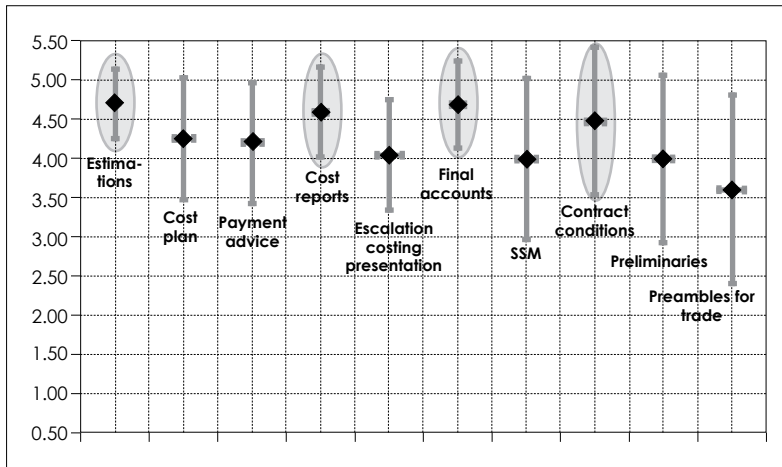 5.50
5.00
4.50
4.00
3.50
3.00
2.50
2.00
1.50
1.00
0.50
Estima-
tions
Cost
plan
Payment
advice
Cost
reports
Escalation
costing
presentation
Final
accounts
SSM
Contract
conditions
Preliminaries
Preambles for
trade